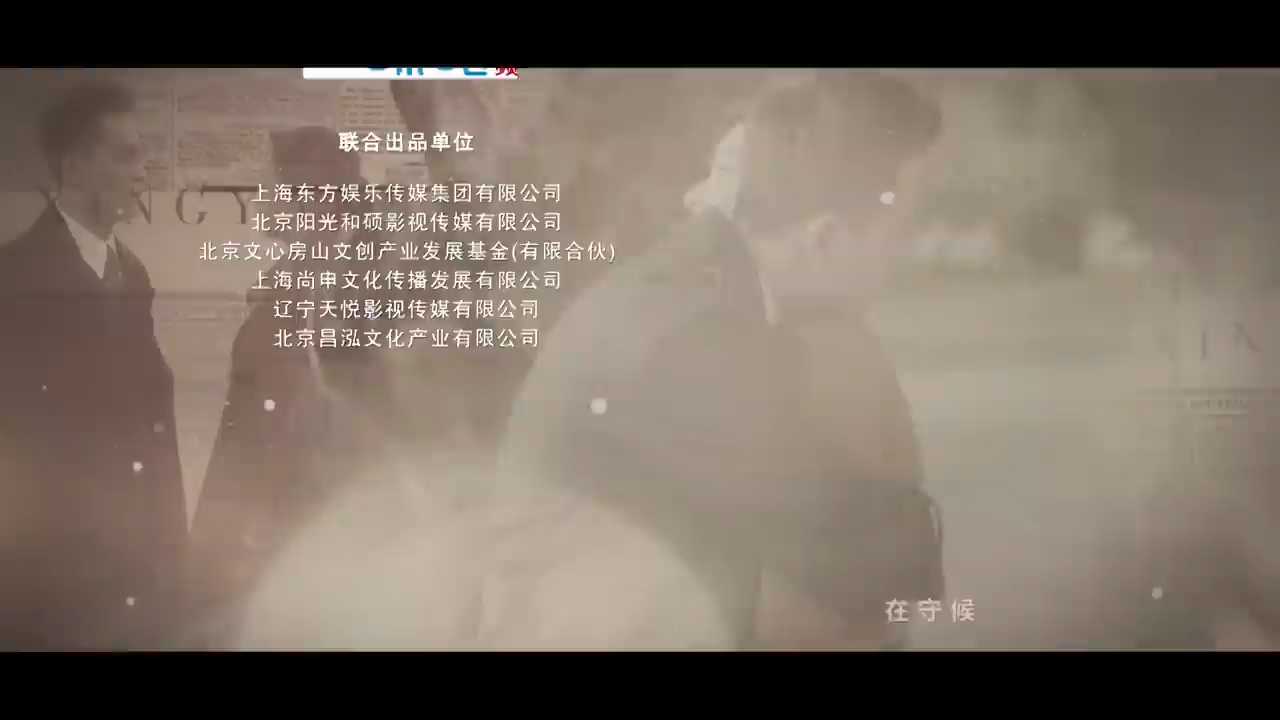 联合出品单位
上海东方娱乐传媒集团有限公司
北京阳光和硕影视传媒有限公司
北京文心房山文创产业发展基金(有限合伙)
上海尚申文化传播发展有限公司
辽宁天悦影视传媒有限公司
北京昌泓文化产业有限公司
在守候